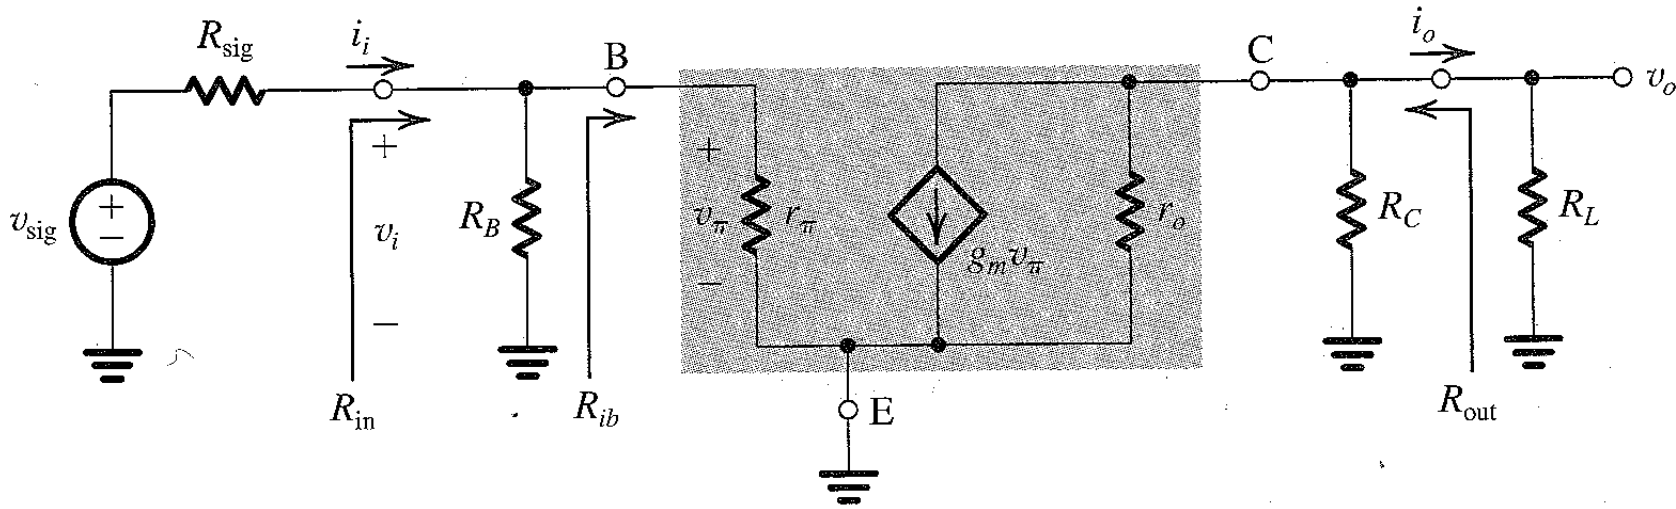 R_sig
i_i
B
C
i_o
v_o
+
+
v_sig
+
−
v_i
R_B
v_π
r_π
g_m v_π
r_o
R_C
R_L
−
−
R_in
R_ib
E
R_out